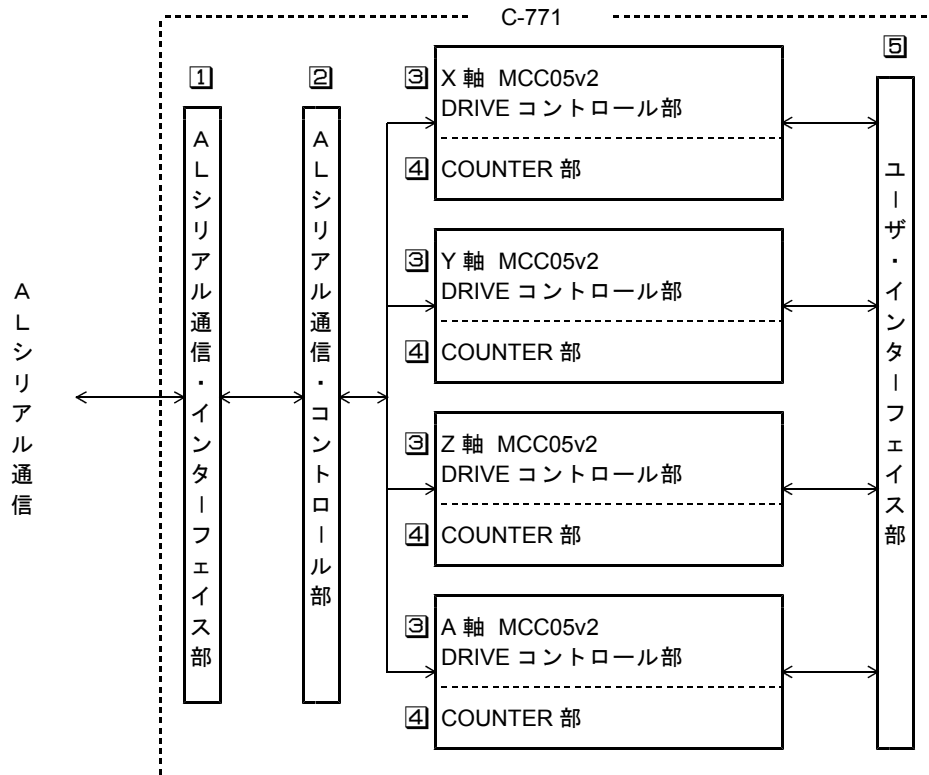 C-771
ALシリアル通信
1
ALシリアル通信・インターフェイス部
2
ALシリアル通信・コントロール部
3 X 軸 MCC05v2
DRIVE コントロール部
4 COUNTER 部
3 Y 軸 MCC05v2
DRIVE コントロール部
4 COUNTER 部
3 Z 軸 MCC05v2
DRIVE コントロール部
4 COUNTER 部
3 A 軸 MCC05v2
DRIVE コントロール部
4 COUNTER 部
5
ユーザ・インターフェイス部